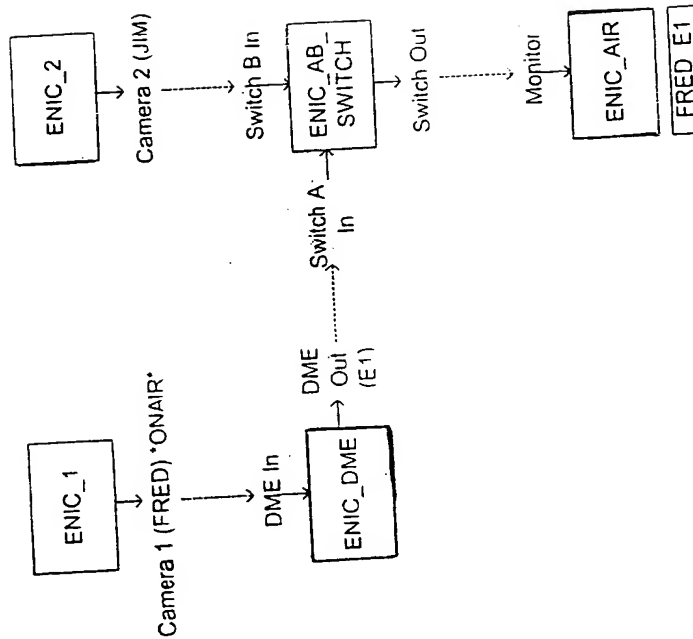 ENIC_1
Camera 1 (FRED) *ONAIR*
DME In
ENIC_DME
DME
Out
(E1)
Switch A
In
ENIC_2
Camera 2 (JIM)
Switch B In
ENIC_AB_
SWITCH
Switch Out
Monitor
ENIC_AIR
FRED E1